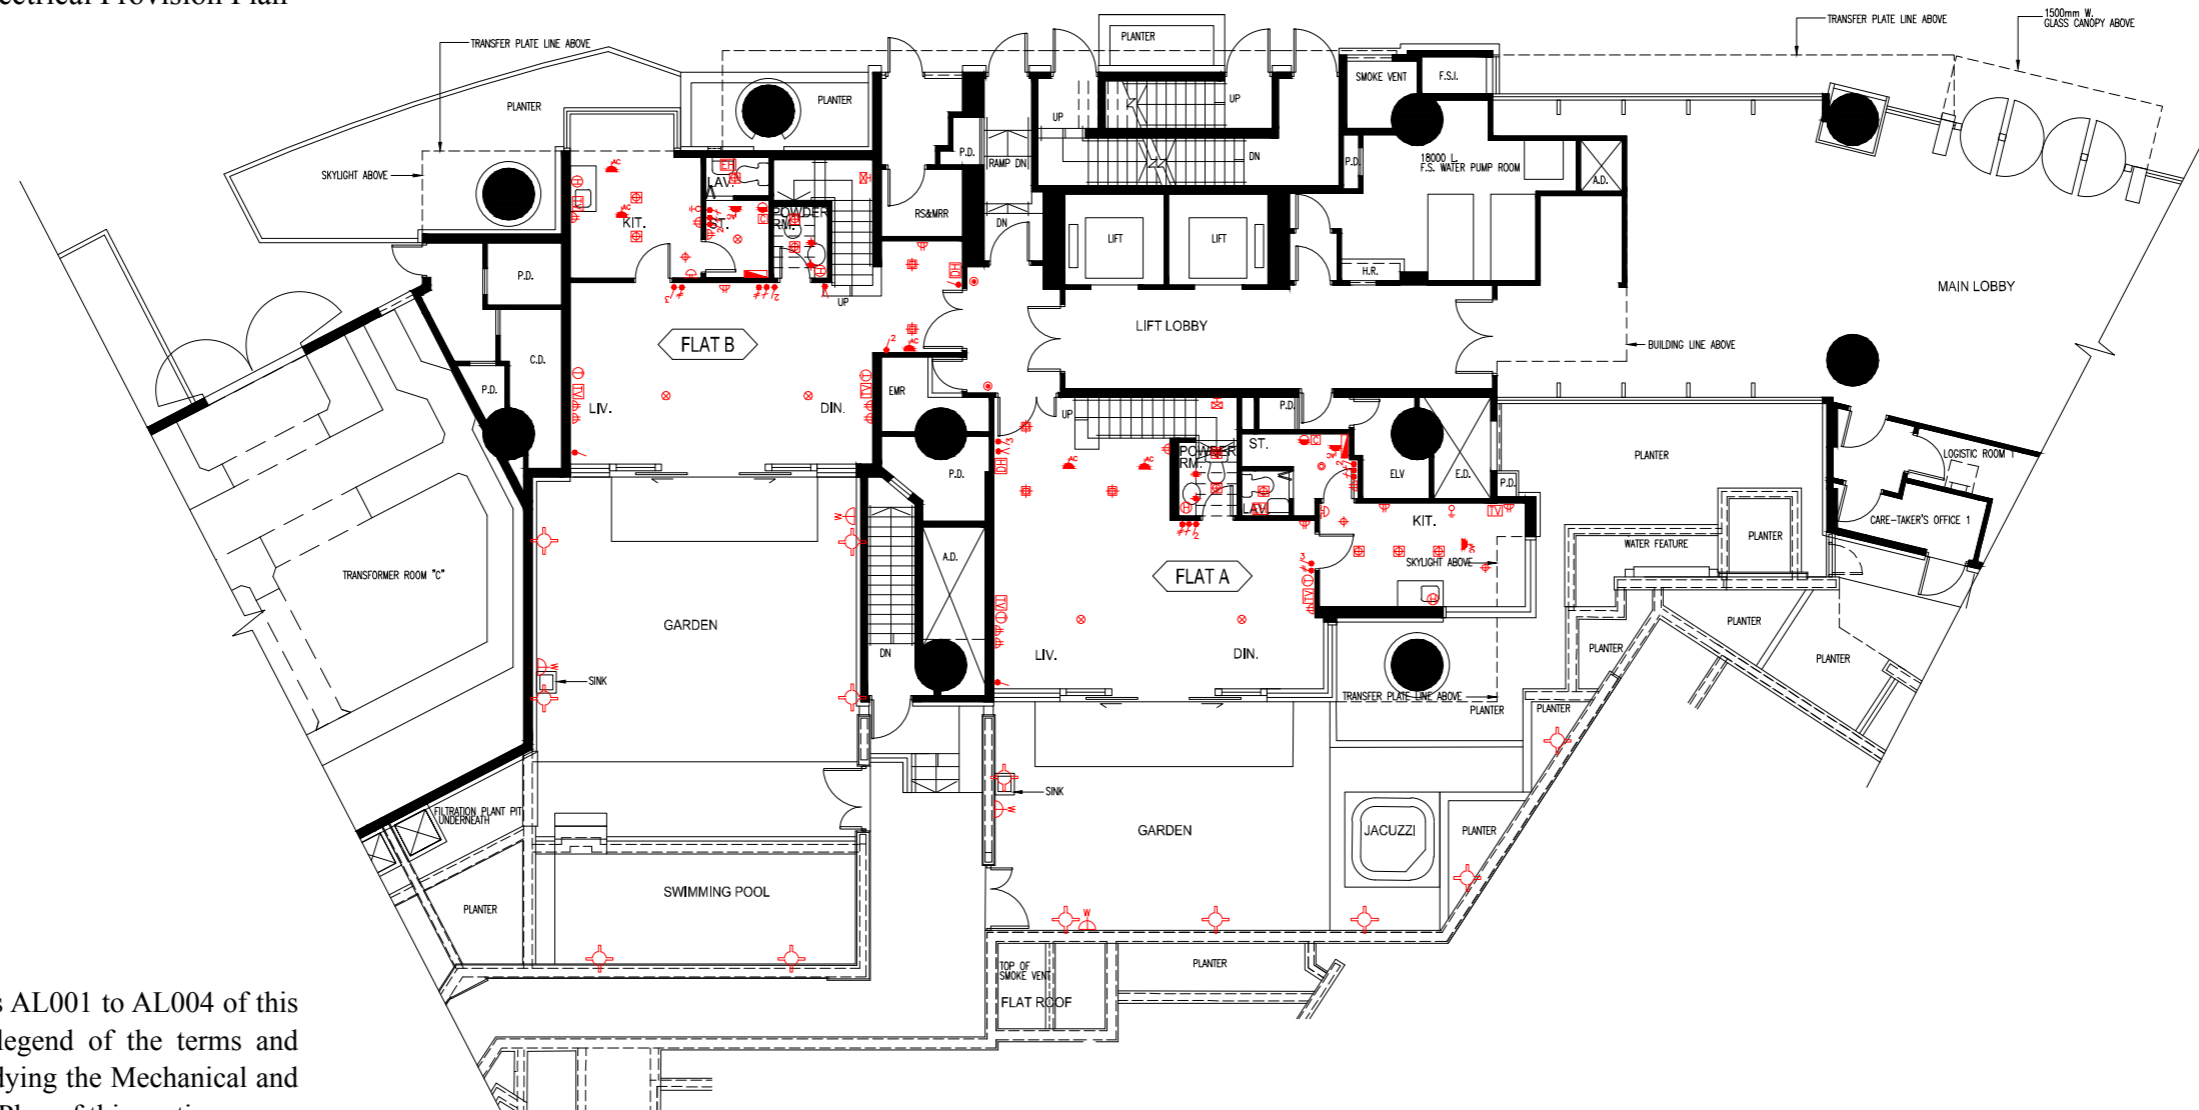 ectrical Provision Plan
1500mm W.
GLASS CANOPY ABOVE
TRANSFER PLATE LINE ABOVE
TRANSFER PLATE LINE ABOVE
PLANTER
PLANTER
PLANTER
SMOKE VENT
F.S.I.
UP
UP
DN
P.D.
RAMP DN
P.D.
18000 L.
F.S. WATER PUMP ROOM
A.D.
SKYLIGHT ABOVE
LAV.
KIT.
ST.
POWDER
RM.
RS&MRR
DN
LIFT
LIFT
H.R.
P.D.
UP
MAIN LOBBY
LIFT LOBBY
FLAT B
BUILDING LINE ABOVE
C.D.
P.D.
EMR
LIV.
DIN.
UP
P.D.
POWDER
RM.
ST.
LAV.
ELV
E.D.
P.D.
P.D.
PLANTER
LOGISTIC ROOM 1
CARE-TAKER'S OFFICE 1
KIT.
WATER FEATURE
PLANTER
SKYLIGHT ABOVE
A.D.
TRANSFORMER ROOM "C"
FLAT A
GARDEN
DN
LIV.
DIN.
PLANTER
PLANTER
PLANTER
SINK
TRANSFER PLATE LINE ABOVE
PLANTER
PLANTER
SINK
FILTRATION PLANT PIT
UNDERNEATH
GARDEN
JACUZZI
PLANTER
SWIMMING POOL
PLANTER
TOP OF
SMOKE VENT
FLAT ROOF
PLANTER
s AL001 to AL004 of this
legend of the terms and
dying the Mechanical and